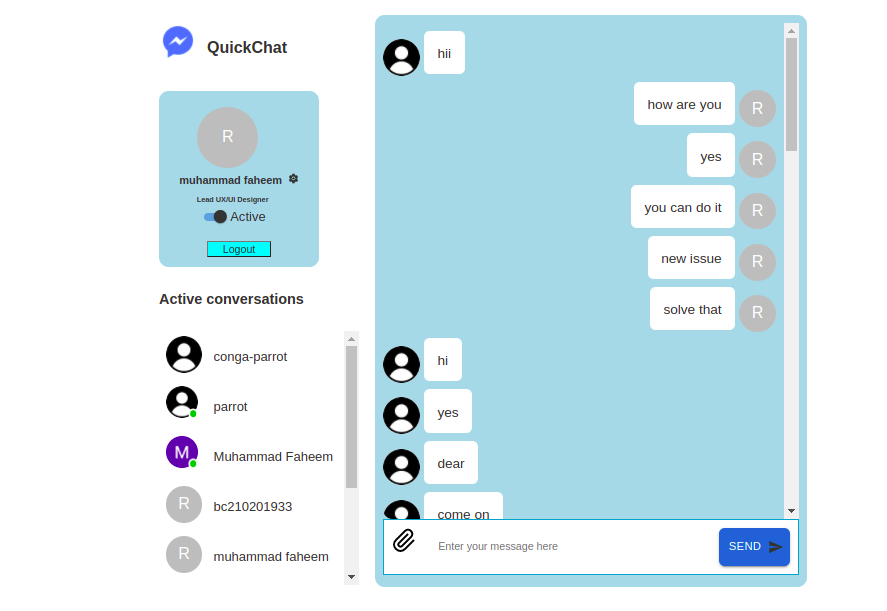 QuickChat
R
muhammad faheem
Lead UX/UI Designer
Active
Logout
Active conversations
conga-parrot
parrot
M Muhammad Faheem
R bc210201933
R muhammad faheem
hii
how are you R
yes R
you can do it R
new issue R
solve that R
hi
yes
dear
come on
Enter your message here SEND